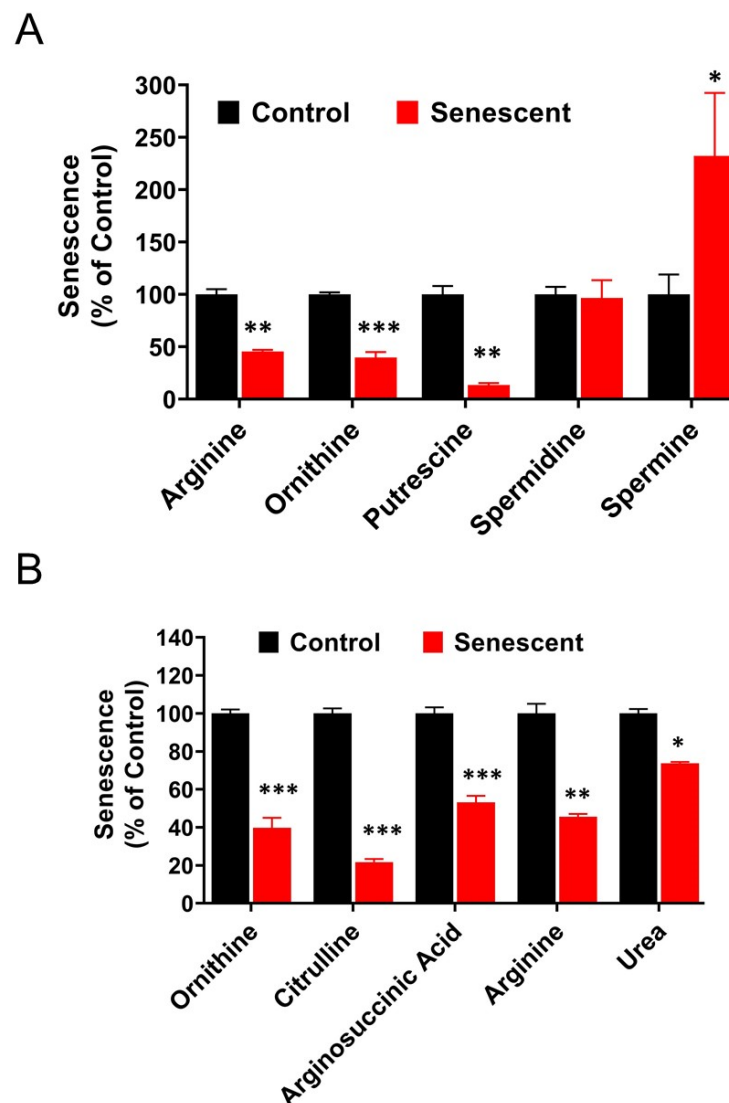 A
Senescence
(% of Control)
300
250
200
150
100
50
0
Control Senescent
** *** ** *
Arginine Ornithine Putrescine Spermidine Spermine
B
Senescence
(% of Control)
140
120
100
80
60
40
20
0
Control Senescent
*** *** *** ** *
Ornithine Citrulline Arginosuccinic Acid Arginine Urea